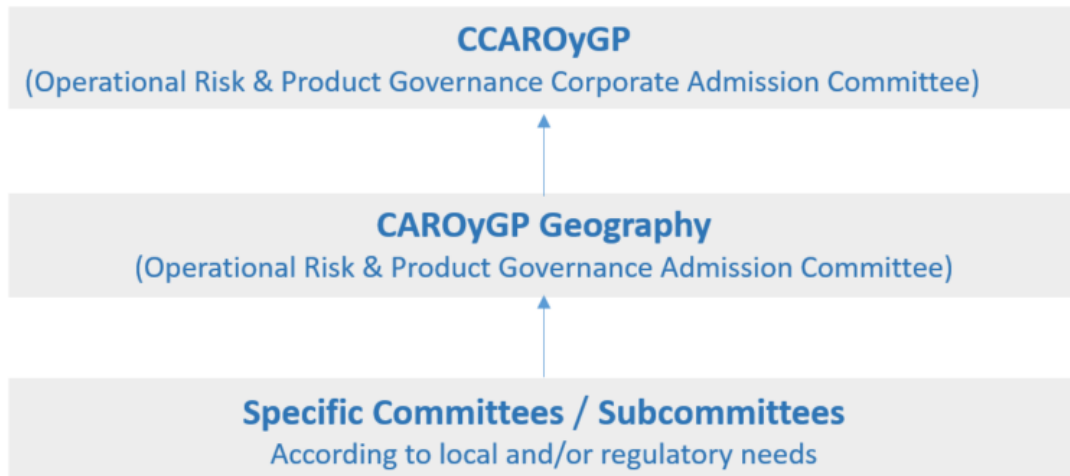 CCAROyGP
(Operational Risk & Product Governance Corporate Admission Committee)
CAROyGP Geography
(Operational Risk & Product Governance Admission Committee)
Specific Committees / Subcommittees
According to local and/or regulatory needs